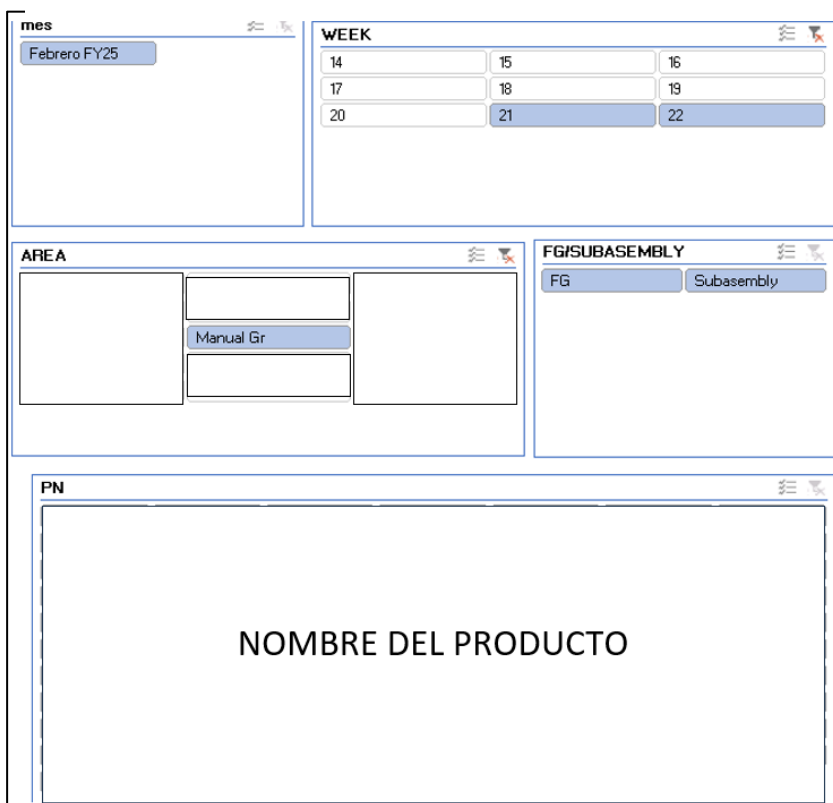 mes
Febrero FY25
WEEK
14 15 16
17 18 19
20 21 22
AREA
Manual Gr
FG/SUBASEMBLY
FG Subasembly
PN
NOMBRE DEL PRODUCTO